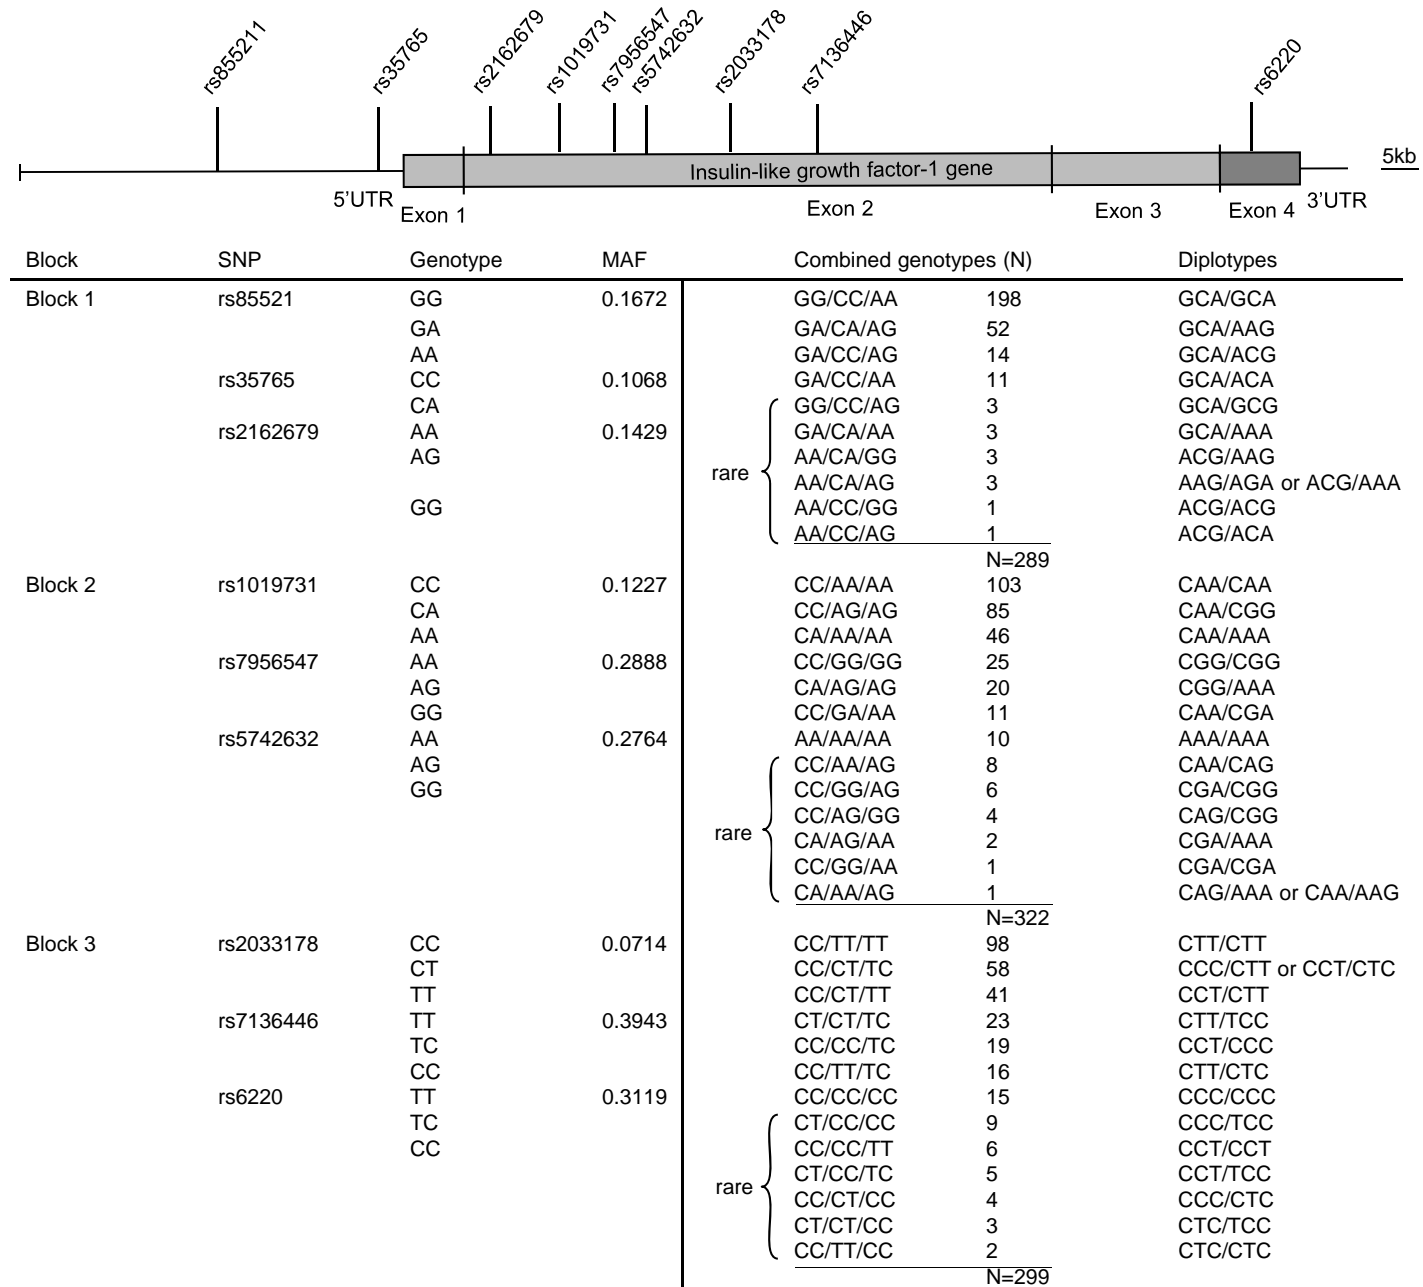 rs855211 rs35765 rs2162679 rs1019731 rs7956547 rs5742632 rs2033178 rs7136446 rs6220
Insulin-like growth factor-1 gene 5kb
5'UTR Exon 1 Exon 2 Exon 3 Exon 4 3'UTR
Block SNP Genotype MAF Combined genotypes (N) Diplotypes
Block 1 rs85521 GG 0.1672 GG/CC/AA 198 GCA/GCA
GA GA/CA/AG 52 GCA/AAG
AA GA/CC/AG 14 GCA/ACG
rs35765 CC 0.1068 GA/CC/AA 11 GCA/ACA
CA GG/CC/AG 3 GCA/GCG
rs2162679 AA 0.1429 GA/CA/AA 3 GCA/AAA
AG AA/CA/GG 3 ACG/AAG
rare AA/CA/AG 3 AAG/AGA or ACG/AAA
GG AA/CC/GG 1 ACG/ACG
AA/CC/AG 1 ACG/ACA
N=289
Block 2 rs1019731 CC 0.1227 CC/AA/AA 103 CAA/CAA
CA CC/AG/AG 85 CAA/CGG
AA CA/AA/AA 46 CAA/AAA
rs7956547 AA 0.2888 CC/GG/GG 25 CGG/CGG
AG CA/AG/AG 20 CGG/AAA
GG CC/GA/AA 11 CAA/CGA
rs5742632 AA 0.2764 AA/AA/AA 10 AAA/AAA
AG CC/AA/AG 8 CAA/CAG
GG CC/GG/AG 6 CGA/CGG
CC/AG/GG 4 CAG/CGG
rare CA/AG/AA 2 CGA/AAA
CC/GG/AA 1 CGA/CGA
CA/AA/AG 1 CAG/AAA or CAA/AAG
N=322
Block 3 rs2033178 CC 0.0714 CC/TT/TT 98 CTT/CTT
CT CC/CT/TC 58 CCC/CTT or CCT/CTC
TT CC/CT/TT 41 CCT/CTT
rs7136446 TT 0.3943 CT/CT/TC 23 CTT/TCC
TC CC/CC/TC 19 CCT/CCC
CC CC/TT/TC 16 CTT/CTC
rs6220 TT 0.3119 CC/CC/CC 15 CCC/CCC
TC CT/CC/CC 9 CCC/TCC
CC CC/CC/TT 6 CCT/CCT
CT/CC/TC 5 CCT/TCC
rare CC/CT/CC 4 CCC/CTC
CT/CT/CC 3 CTC/TCC
CC/TT/CC 2 CTC/CTC
N=299